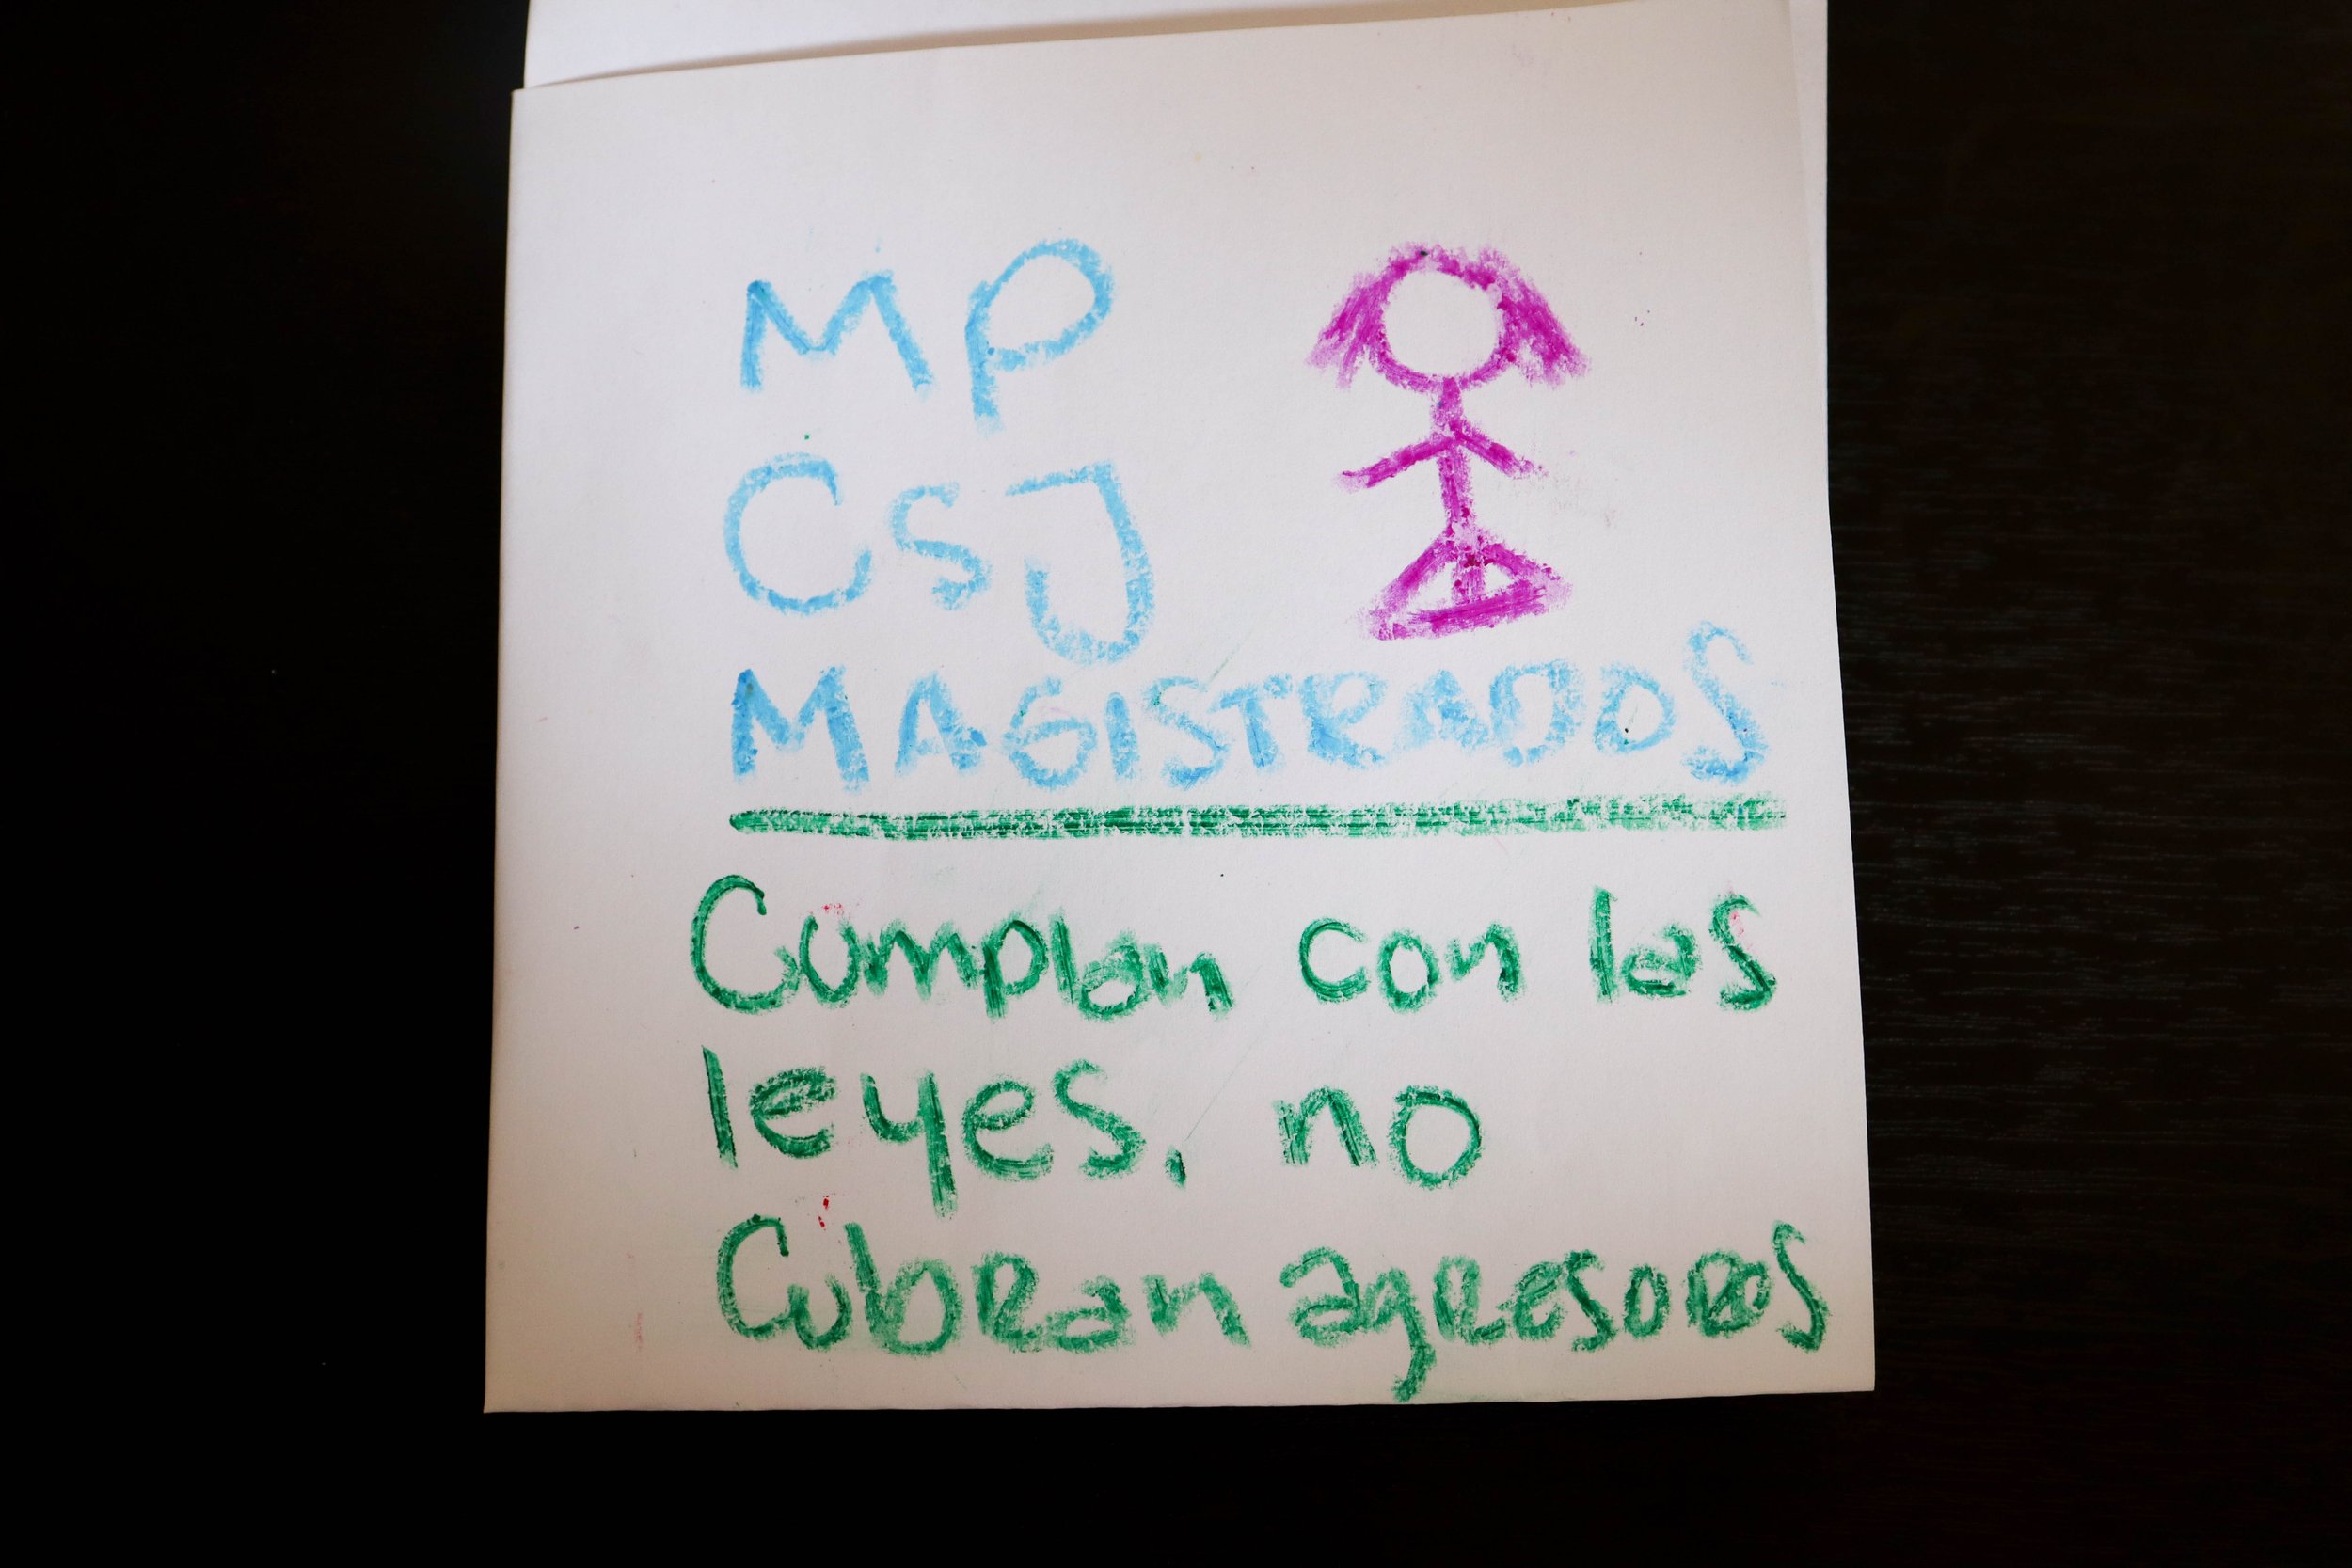 MP
CSJ
MAGISTRADOS
Cumplan con las
leyes, no
Cubran agresores